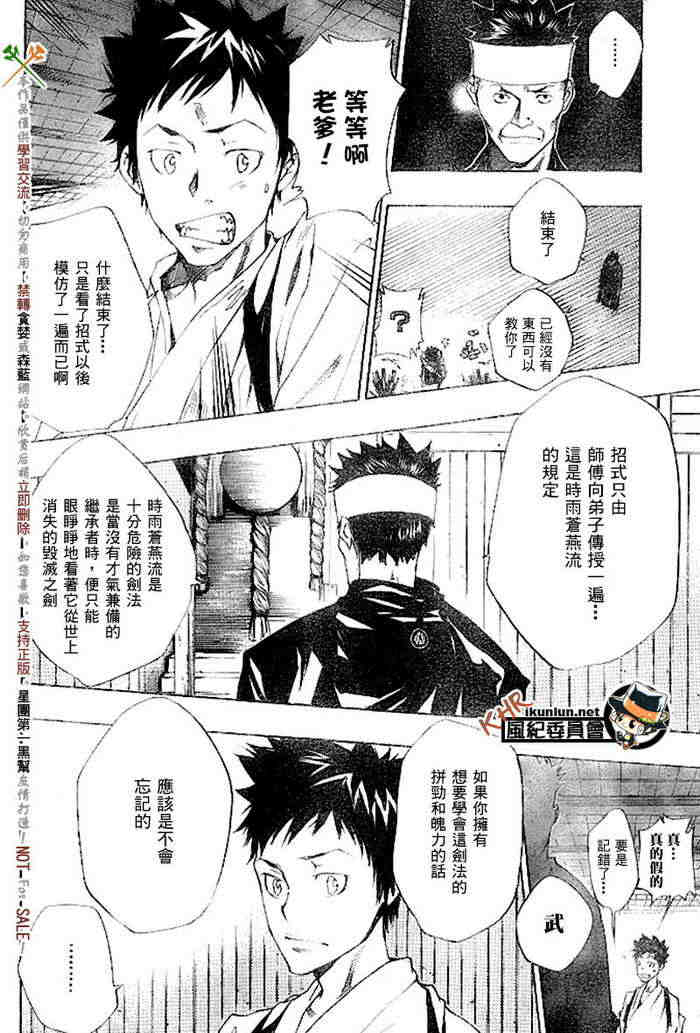 ……
等等啊
老爹！
結束了
已經沒有
東西可以
教你了
?
什麼結束了…
只是看了招式以後
模仿了一遍而已啊
招式只由
師傅向弟子傳授一遍…
這是時雨蒼燕流
的規定
時雨蒼燕流是
十分危險的劍法
是當沒有才氣兼備的
繼承者時，便只能
眼睜睜地看著它從世上
消失的毀滅之劍
KHR
ikunlun.net
風紀委員會
真…
真的假的
要是
記錯了…
武
如果你擁有
想要學會這劍法的
拼勁和魄力的話
應該是不會
忘記的
………
本作品僅供學習交流
切勿商用
禁轉貪婪或森藍網站
欣賞后請立即删除
如您喜歡
支持正版
星團第一黑幫友情打造！
NOT-For-SALE